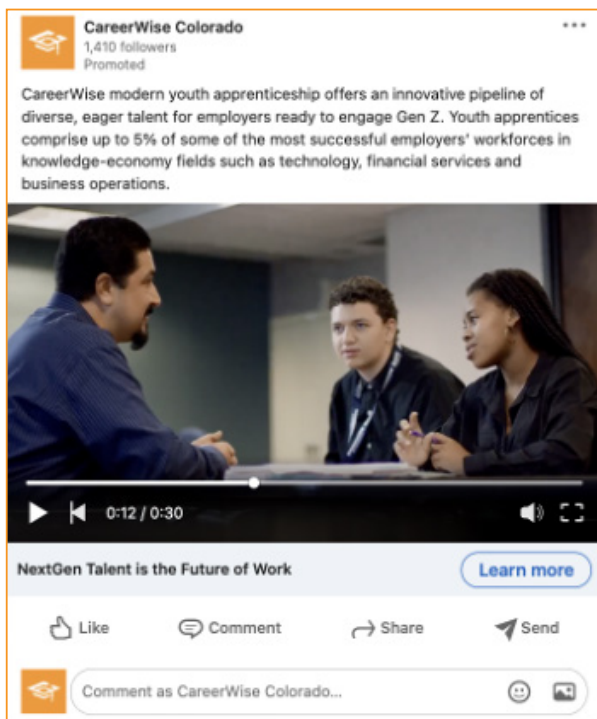 CareerWise Colorado
1,410 followers
Promoted
CareerWise modern youth apprenticeship offers an innovative pipeline of
diverse, eager talent for employers ready to engage Gen Z. Youth apprentices
comprise up to 5% of some of the most successful employers' workforces in
knowledge-economy fields such as technology, financial services and
business operations.
0:12 / 0:30
NextGen Talent is the Future of Work
Learn more
Like
Comment
Share
Send
Comment as CareerWise Colorado...